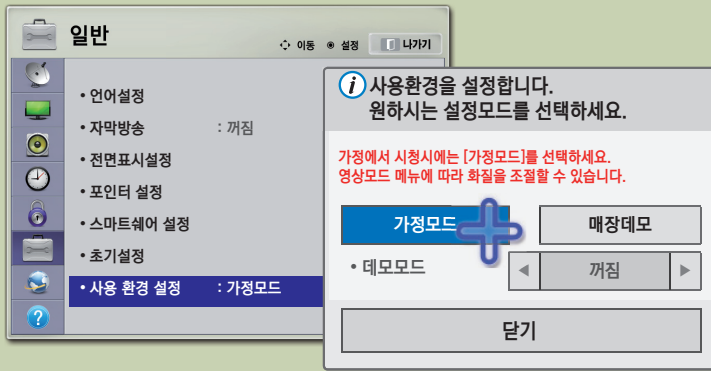 일반
이동 설정 나가기
• 언어설정
• 자막방송 : 꺼짐
• 전면표시설정
• 포인터 설정
• 스마트쉐어 설정
• 초기설정
• 사용 환경 설정 : 가정모드
i 사용환경을 설정합니다.
원하시는 설정모드를 선택하세요.
가정에서 시청시에는 [가정모드]를 선택하세요.
영상모드 메뉴에 따라 화질을 조절할 수 있습니다.
가정모드 매장데모
• 데모모드 ◀ 꺼짐 ▶
닫기
?